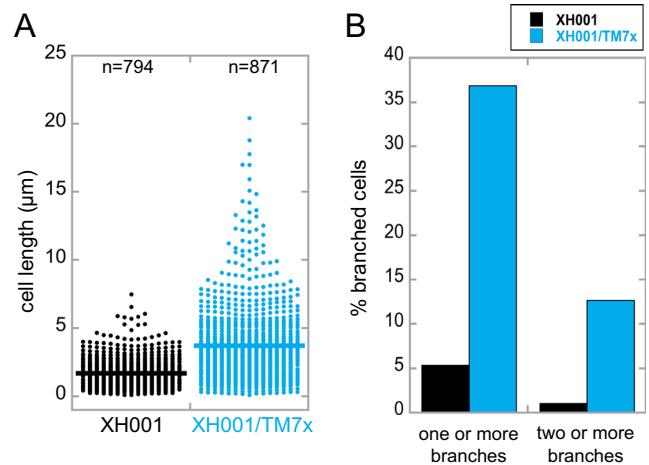 A
n=794 n=871
25
20
15
10
5
0
cell length (µm)
XH001 XH001/TM7x
B
XH001
XH001/TM7x
40
35
30
25
20
15
10
5
0
% branched cells
one or more two or more
branches branches